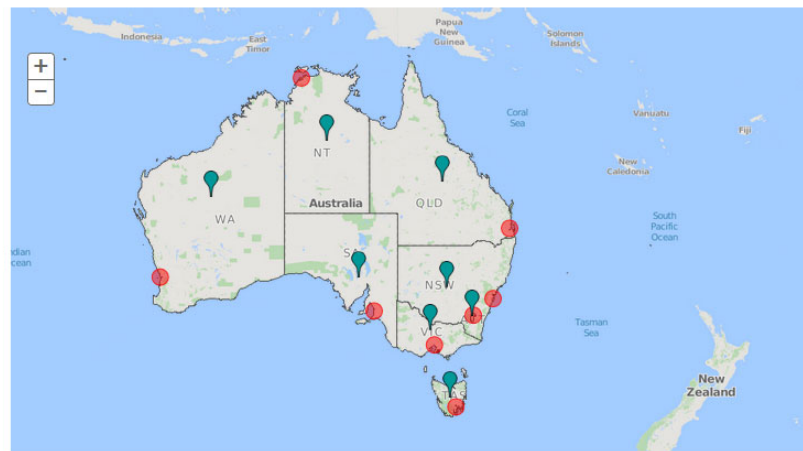 Indonesia
East
Timor
Papua
New
Guinea
Solomon
Islands
+
−
Coral
Sea
Vanuatu
Fiji
New
Caledonia
NT
QLD
WA
Australia
South
Pacific
Ocean
ndian
cean
NSW
VIC
Tasman
Sea
New
Zealand